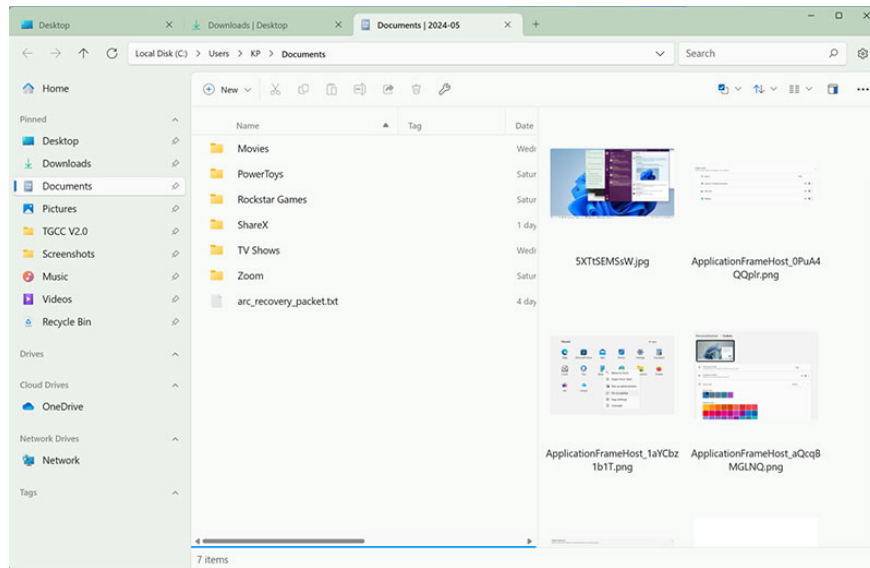 Desktop
Downloads | Desktop
Documents | 2024-05
Local Disk (C:) > Users > KP > Documents
Search
Home
New
Pinned
Name
Tag
Date
Desktop
Downloads
Documents
Pictures
TGCC V2.0
Screenshots
Music
Videos
Recycle Bin
Drives
Cloud Drives
OneDrive
Network Drives
Network
Tags
Movies
Wedr
PowerToys
Satur
Rockstar Games
Satur
ShareX
1 day
TV Shows
Wedr
Zoom
Satur
arc_recovery_packet.txt
4 day
5XTtSEMSsW.jpg
ApplicationFrameHost_0PuA4
QQplr.png
ApplicationFrameHost_1aYCbz
1b1T.png
ApplicationFrameHost_aQcqB
MGLNQ.png
7 items